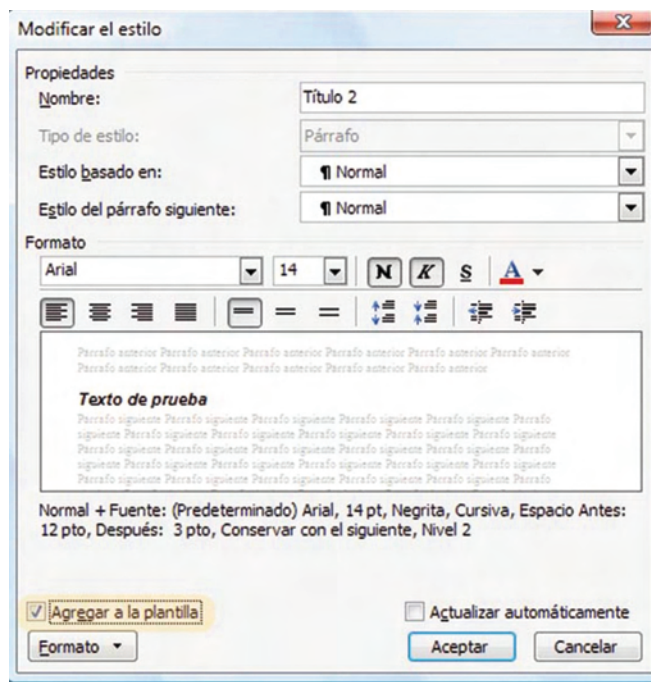 Modificar el estilo
Propiedades
Nombre: Título 2
Tipo de estilo: Párrafo
Estilo basado en: ¶ Normal
Estilo del párrafo siguiente: ¶ Normal
Formato
Arial 14 N K S A
Párrafo anterior Párrafo anterior Párrafo anterior Párrafo anterior Párrafo anterior Párrafo anterior
Párrafo anterior Párrafo anterior Párrafo anterior Párrafo anterior Párrafo anterior
Texto de prueba
Párrafo siguiente Párrafo siguiente Párrafo siguiente Párrafo siguiente Párrafo siguiente Párrafo
siguiente Párrafo siguiente Párrafo siguiente Párrafo siguiente Párrafo siguiente Párrafo siguiente
Párrafo siguiente Párrafo siguiente Párrafo siguiente Párrafo siguiente Párrafo siguiente Párrafo
siguiente Párrafo siguiente Párrafo siguiente Párrafo siguiente Párrafo siguiente Párrafo siguiente
Párrafo siguiente Párrafo siguiente Párrafo siguiente Párrafo siguiente Párrafo siguiente Párrafo
Normal + Fuente: (Predeterminado) Arial, 14 pt, Negrita, Cursiva, Espacio Antes:
12 pto, Después: 3 pto, Conservar con el siguiente, Nivel 2
Agregar a la plantilla Actualizar automáticamente
Formato Aceptar Cancelar